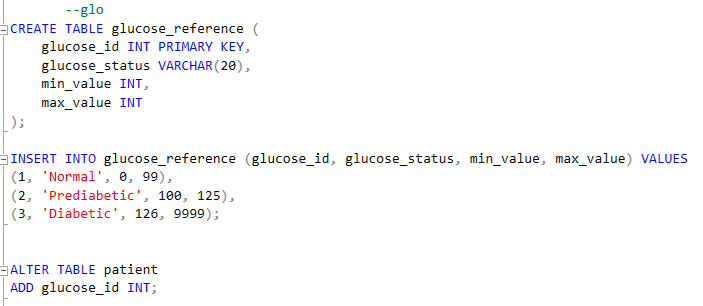 --glo
CREATE TABLE glucose_reference (
glucose_id INT PRIMARY KEY,
glucose_status VARCHAR(20),
min_value INT,
max_value INT
);
INSERT INTO glucose_reference (glucose_id, glucose_status, min_value, max_value) VALUES
(1, 'Normal', 0, 99),
(2, 'Prediabetic', 100, 125),
(3, 'Diabetic', 126, 9999);
ALTER TABLE patient
ADD glucose_id INT;